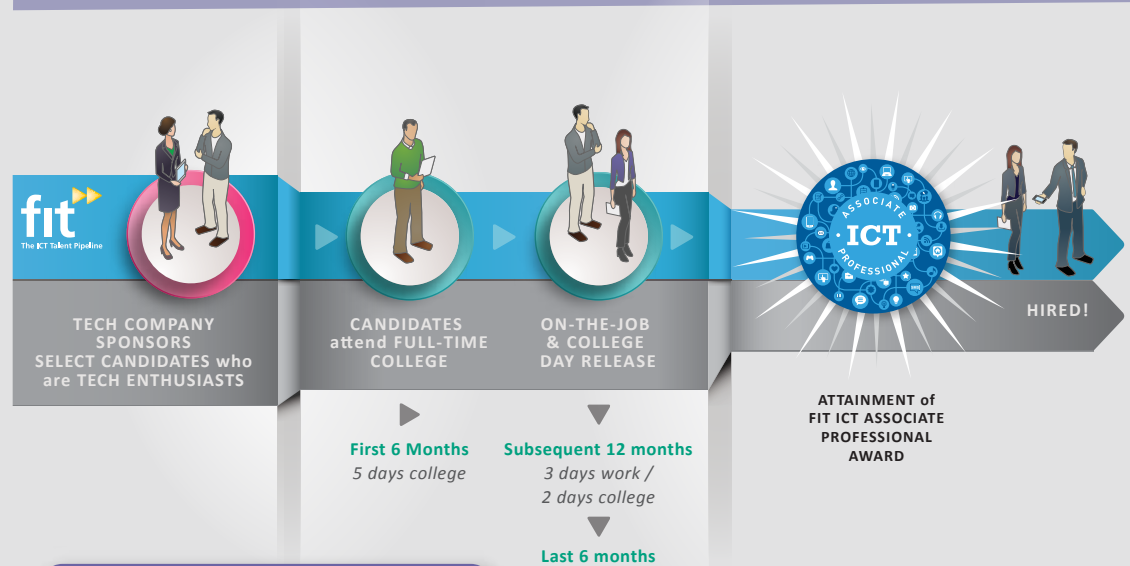 fit
The ICT Talent Pipeline
TECH COMPANY
SPONSORS
SELECT CANDIDATES who
are TECH ENTHUSIASTS
CANDIDATES
attend FULL-TIME
COLLEGE
ON-THE-JOB
& COLLEGE
DAY RELEASE
ASSOCIATE
ICT
PROFESSIONAL
HIRED!
ATTAINMENT of
FIT ICT ASSOCIATE
PROFESSIONAL
AWARD
First 6 Months
5 days college
Subsequent 12 months
3 days work /
2 days college
Last 6 months